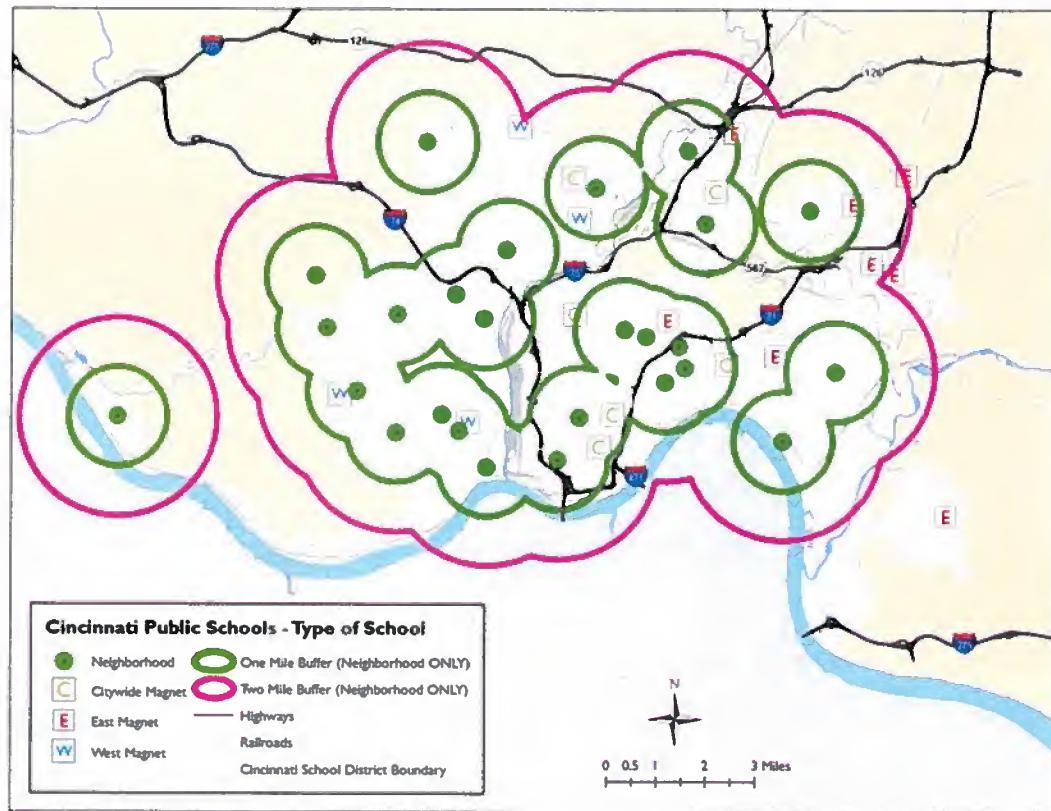 275
126
126
W
E
C
C
E
E
W
74
75
562
E
E
C
71
E
C
E
W
C
W
C
471
E
275
Cincinnati Public Schools - Type of School
Neighborhood
One Mile Buffer (Neighborhood ONLY)
C
Citywide Magnet
Two Mile Buffer (Neighborhood ONLY)
E
East Magnet
Highways
Railroads
W
West Magnet
Cincinnati School District Boundary
N
0 0.5 1 2 3 Miles